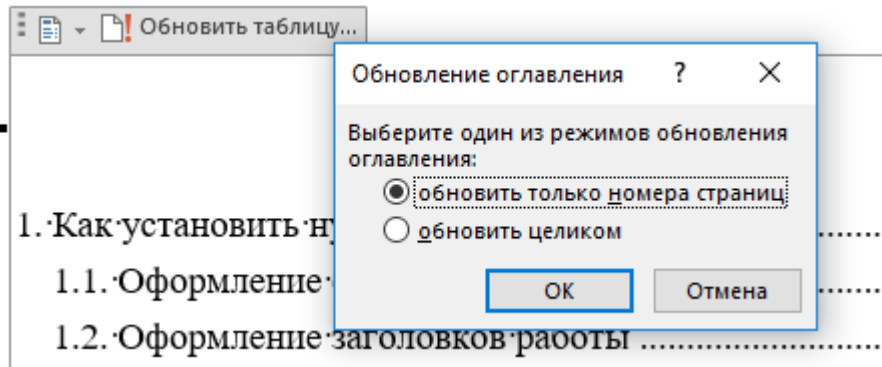 Обновить таблицу...
Обновление оглавления ? ×
Выберите один из режимов обновления
оглавления:
обновить только номера страниц
обновить целиком
ОК Отмена
1.·Как·установить·
1.1.·Оформление·
1.2.·Оформление·заголовков·работы ......................